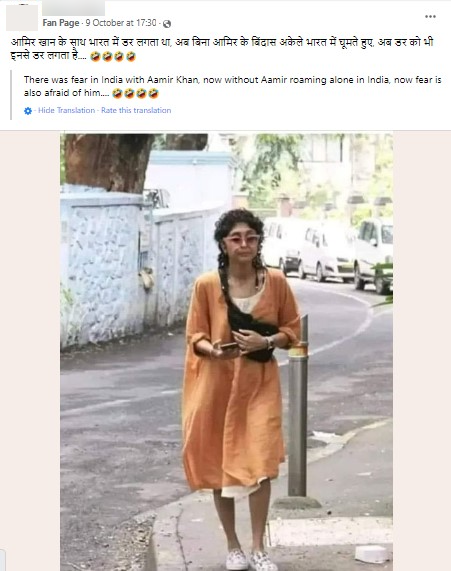 Fan Page · 9 October at 17:30 ·
आमिर खान के साथ भारत में डर लगता था, अब बिना आमिर के बिंदास अकेले भारत में घूमते हुए, अब डर को भी
इनसे डर लगता है.... 🤣🤣🤣🤣
There was fear in India with Aamir Khan, now without Aamir roaming alone in India, now fear is
also afraid of him.... 🤣🤣🤣🤣
· Hide Translation · Rate this translation